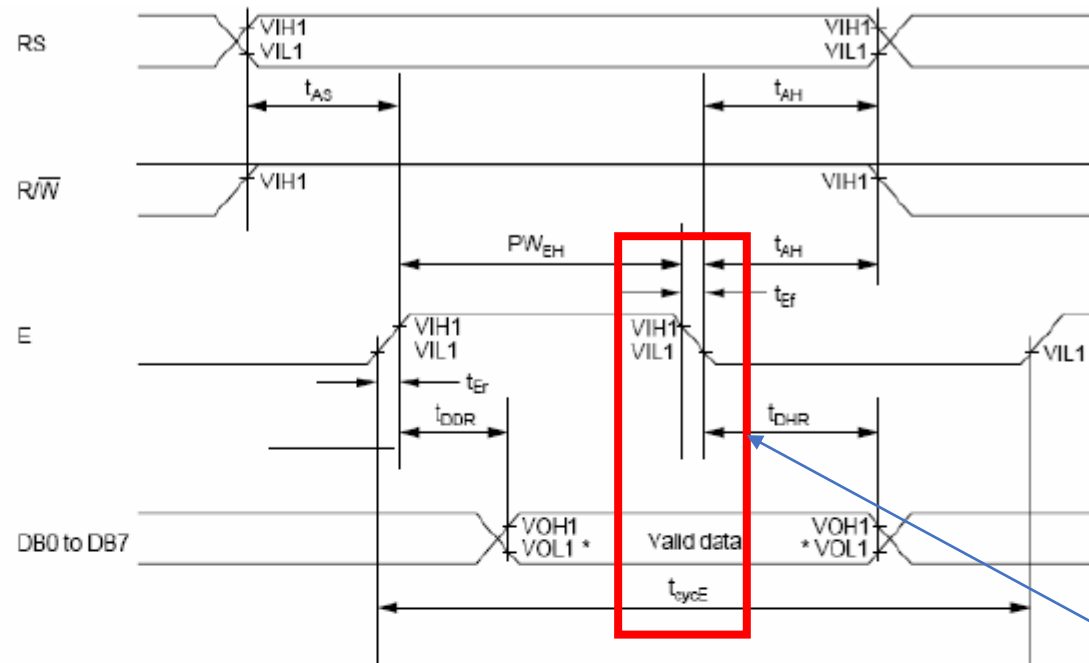 RS
VIH1
VIL1
VIH1
VIL1
tAS
tAH
R/W̅
VIH1
VIH1
PWEH
tAH
tEf
E
VIH1
VIL1
VIH1
VIL1
VIL1
tEr
tDDR
tDHR
DB0 to DB7
VOH1
VOL1 *
Valid data
VOH1
* VOL1
tcycE